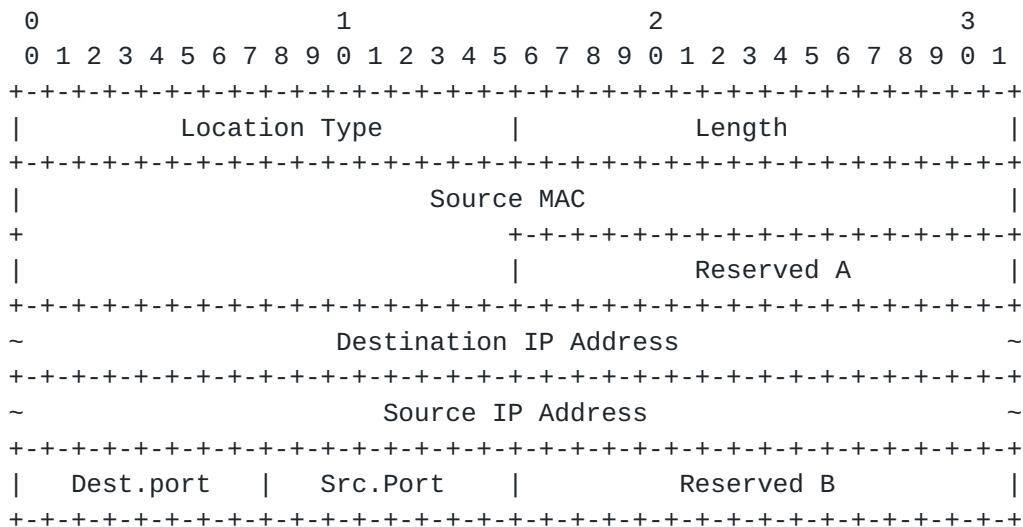 0                   1                   2                   3
 0 1 2 3 4 5 6 7 8 9 0 1 2 3 4 5 6 7 8 9 0 1 2 3 4 5 6 7 8 9 0 1
+-+-+-+-+-+-+-+-+-+-+-+-+-+-+-+-+-+-+-+-+-+-+-+-+-+-+-+-+-+-+-+-+
|          Location Type        |           Length              |
+-+-+-+-+-+-+-+-+-+-+-+-+-+-+-+-+-+-+-+-+-+-+-+-+-+-+-+-+-+-+-+-+
|                          Source MAC                           |
+                               +-+-+-+-+-+-+-+-+-+-+-+-+-+-+-+-+
|                               |           Reserved A          |
+-+-+-+-+-+-+-+-+-+-+-+-+-+-+-+-+-+-+-+-+-+-+-+-+-+-+-+-+-+-+-+-+
~                    Destination IP Address                     ~
+-+-+-+-+-+-+-+-+-+-+-+-+-+-+-+-+-+-+-+-+-+-+-+-+-+-+-+-+-+-+-+-+
~                       Source IP Address                       ~
+-+-+-+-+-+-+-+-+-+-+-+-+-+-+-+-+-+-+-+-+-+-+-+-+-+-+-+-+-+-+-+-+
|   Dest.port   |   Src.Port    |          Reserved B           |
+-+-+-+-+-+-+-+-+-+-+-+-+-+-+-+-+-+-+-+-+-+-+-+-+-+-+-+-+-+-+-+-+